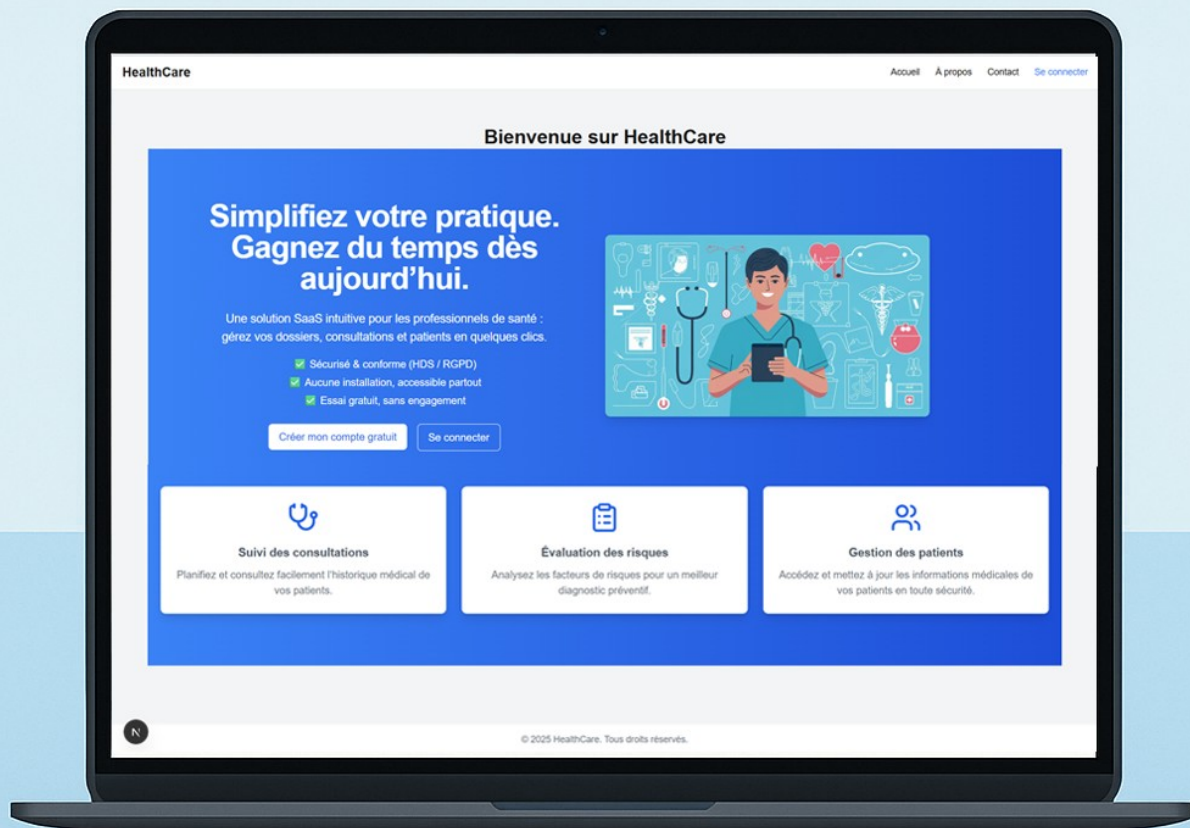 HealthCare
Accueil À propos Contact Se connecter
Bienvenue sur HealthCare
Simplifiez votre pratique.
Gagnez du temps dès
aujourd’hui.
Une solution SaaS intuitive pour les professionnels de santé :
gérez vos dossiers, consultations et patients en quelques clics.
✅ Sécurisé & conforme (HDS / RGPD)
✅ Aucune installation, accessible partout
✅ Essai gratuit, sans engagement
Créer mon compte gratuit Se connecter
Suivi des consultations
Planifiez et consultez facilement l’historique médical de
vos patients.
Évaluation des risques
Analysez les facteurs de risques pour un meilleur
diagnostic préventif.
Gestion des patients
Accédez et mettez à jour les informations médicales de
vos patients en toute sécurité.
N
© 2025 HealthCare. Tous droits réservés.